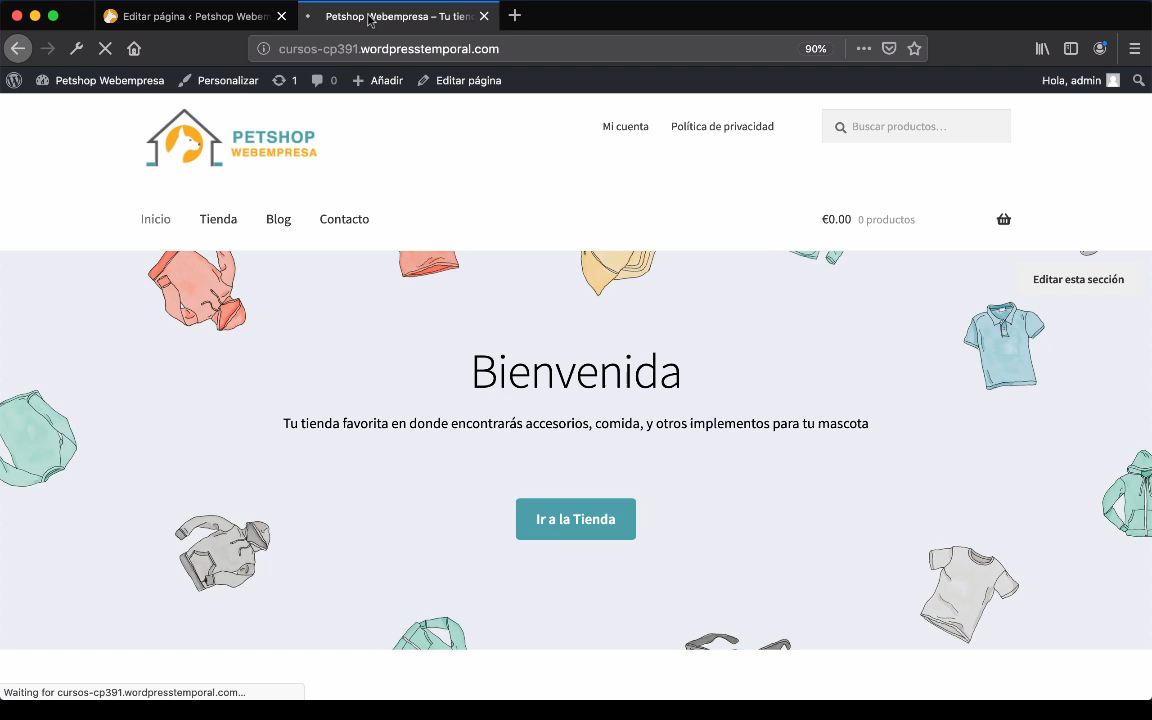 Editar página ‹ Petshop Webem
Petshop Webempresa – Tu tien
cursos-cp391.wordpresstemporal.com
90%
Petshop Webempresa
Personalizar
1
0
Añadir
Editar página
Hola, admin
PETSHOP
WEBEMPRESA
Mi cuenta
Política de privacidad
Buscar productos…
Inicio
Tienda
Blog
Contacto
€0.00 0 productos
Editar esta sección
Bienvenida
Tu tienda favorita en donde encontrarás accesorios, comida, y otros implementos para tu mascota
Ir a la Tienda
Waiting for cursos-cp391.wordpresstemporal.com…